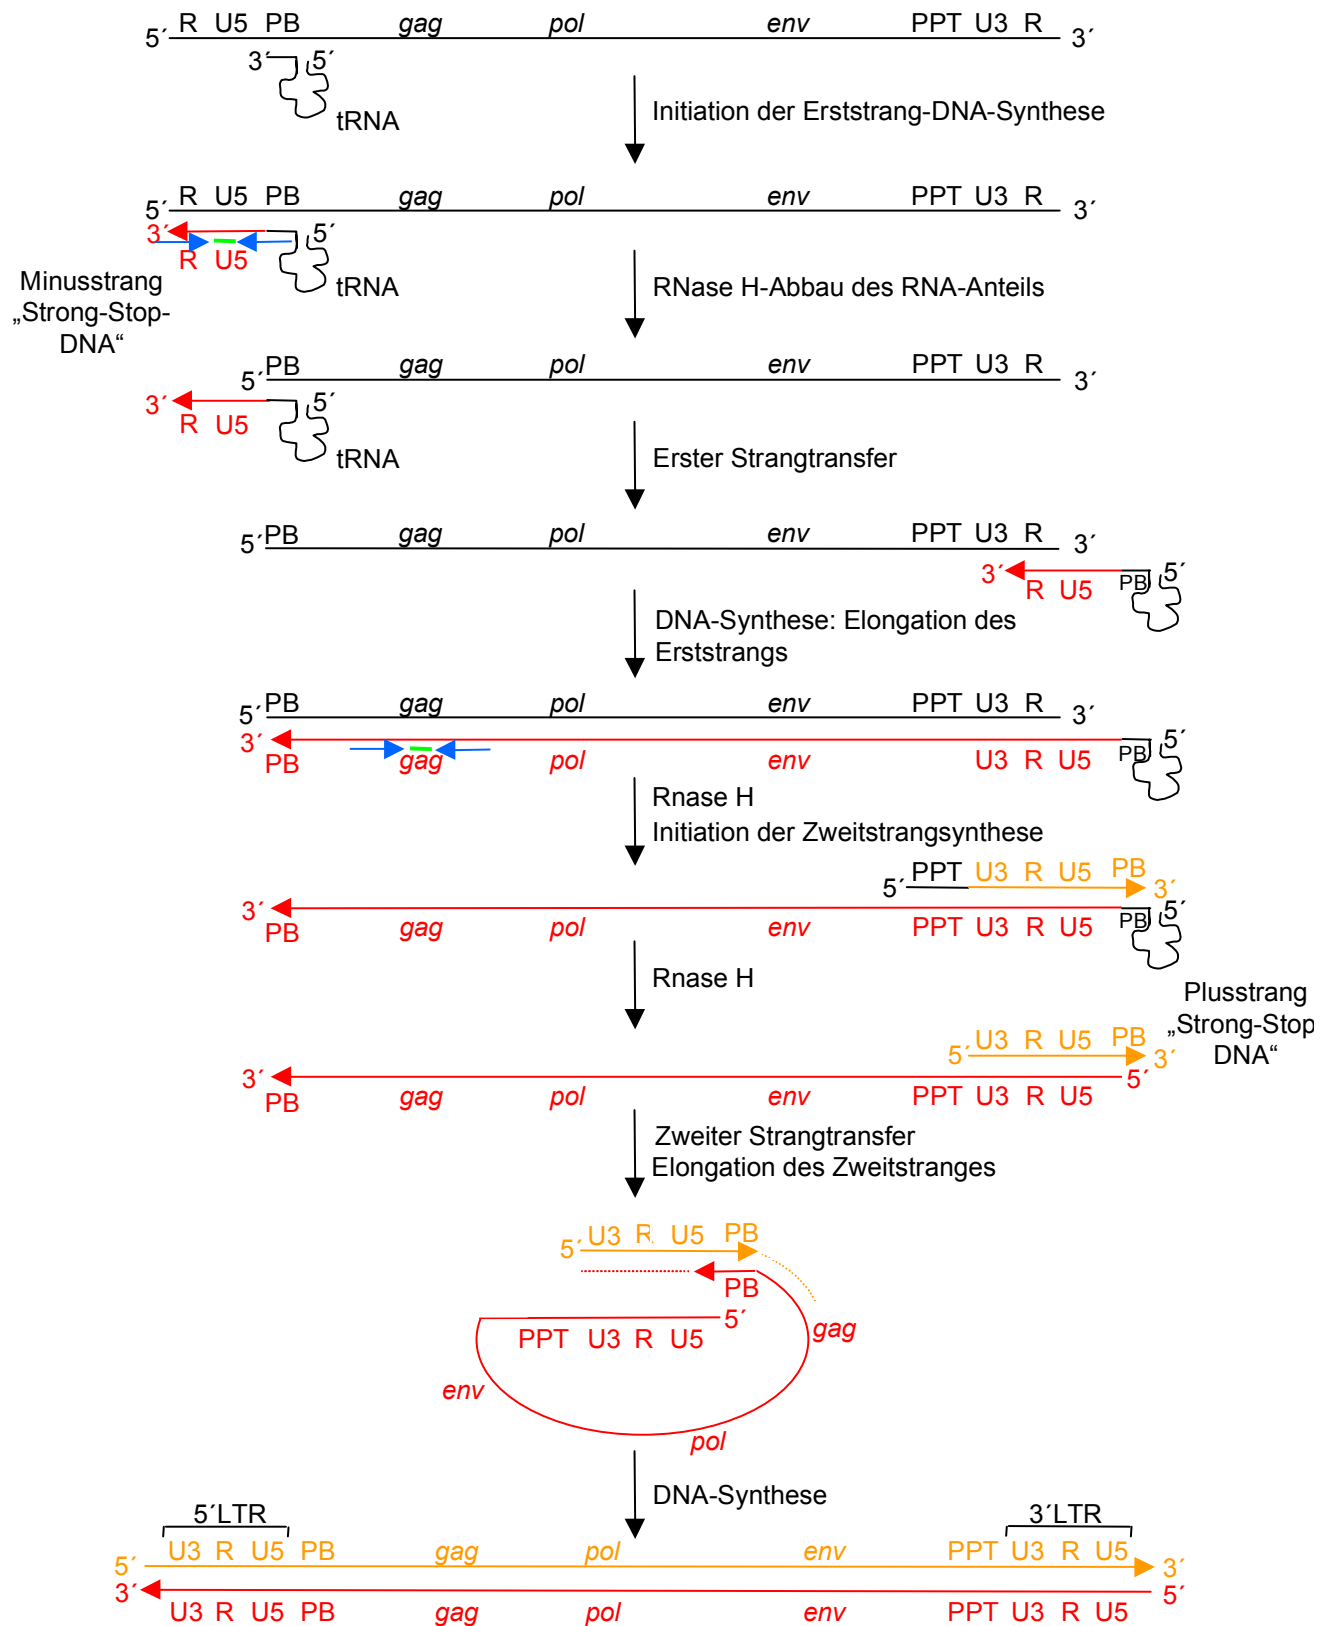 R U5 PB gag pol env PPT U3 R
5´ 3´
3´ 5´
tRNA
Initiation der Erststrang-DNA-Synthese
R U5 PB gag pol env PPT U3 R
5´ 3´
3´ 5´
R U5
tRNA
Minusstrang
„Strong-Stop-
DNA“
RNase H-Abbau des RNA-Anteils
PB gag pol env PPT U3 R
5´ 3´
3´ 5´
R U5
tRNA
Erster Strangtransfer
5´ PB gag pol env PPT U3 R 3´
3´ 5´
R U5 PB
DNA-Synthese: Elongation des
Erststrangs
PB gag pol env PPT U3 R
5´ 3´
3´ 5´
PB gag pol env U3 R U5 PB
Rnase H
Initiation der Zweitstrangsynthese
PPT U3 R U5 PB
5´ 3´
3´ 5´
PB gag pol env PPT U3 R U5 PB
Rnase H
Plusstrang
„Strong-Stop
DNA“
U3 R U5 PB
5´ 3´
3´ 5´
PB gag pol env PPT U3 R U5
Zweiter Strangtransfer
Elongation des Zweitstranges
U3 R U5 PB
5´
PB
5´
gag
PPT U3 R U5
env
pol
DNA-Synthese
5´LTR 3´LTR
U3 R U5 PB gag pol env PPT U3 R U5
5´ 3´
3´ 5´
U3 R U5 PB gag pol env PPT U3 R U5